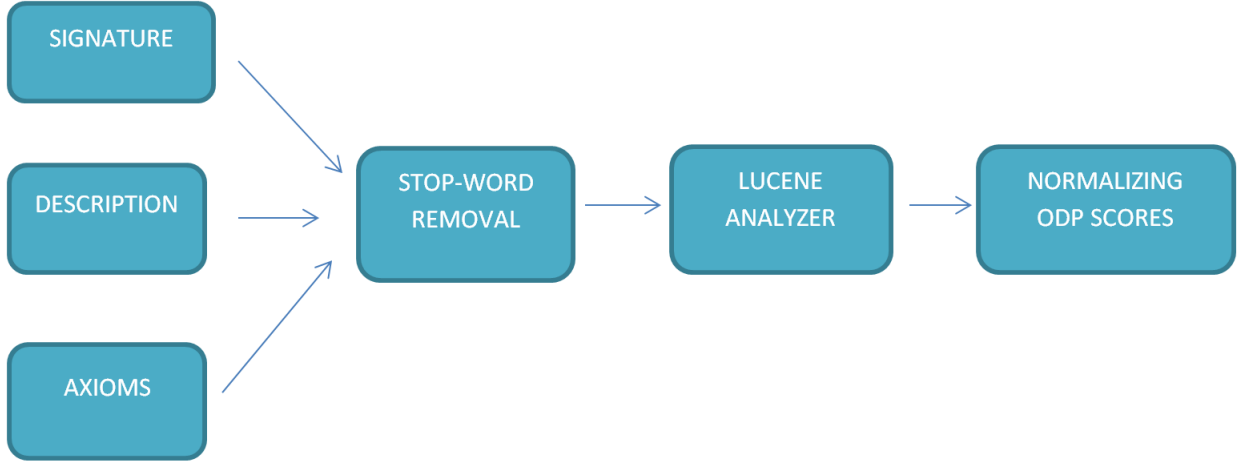 SIGNATURE
DESCRIPTION
AXIOMS
STOP-WORD
REMOVAL
LUCENE
ANALYZER
NORMALIZING
ODP SCORES